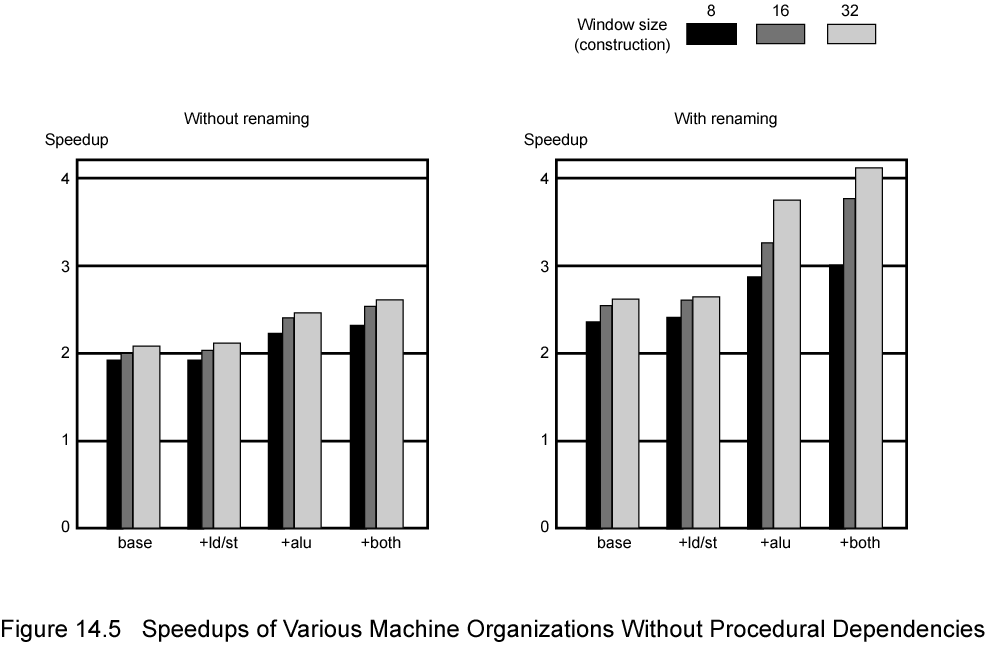 8 16 32
Window size
(construction)
Without renaming
With renaming
Speedup
Speedup
4
3
2
1
0
base +ld/st +alu +both
4
3
2
1
0
base +ld/st +alu +both
Figure 14.5 Speedups of Various Machine Organizations Without Procedural Dependencies